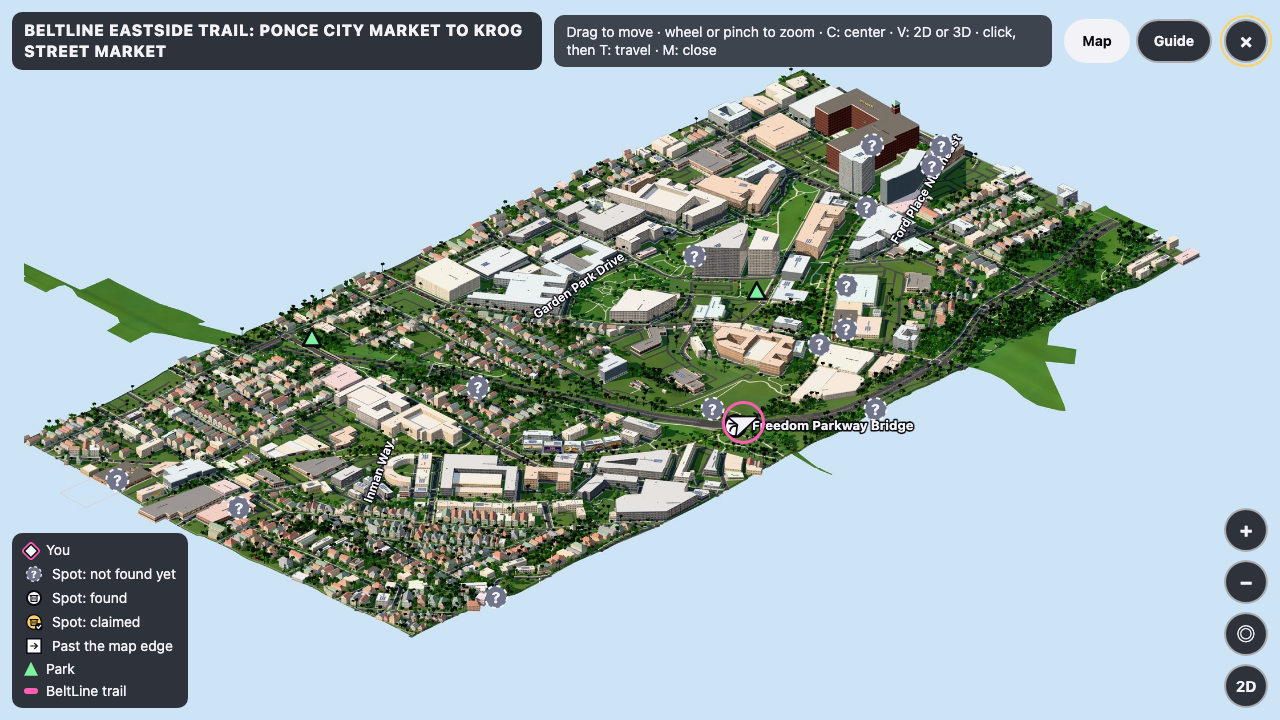 BELTLINE EASTSIDE TRAIL: PONCE CITY MARKET TO KROG
STREET MARKET
Drag to move · wheel or pinch to zoom · C: center · V: 2D or 3D · click,
then T: travel · M: close
Map
Guide
×
Garden Park Drive
Freedom Parkway Bridge
Inman Way
You
? Spot: not found yet
Spot: found
Spot: claimed
Past the map edge
Park
BeltLine trail
+
−
2D